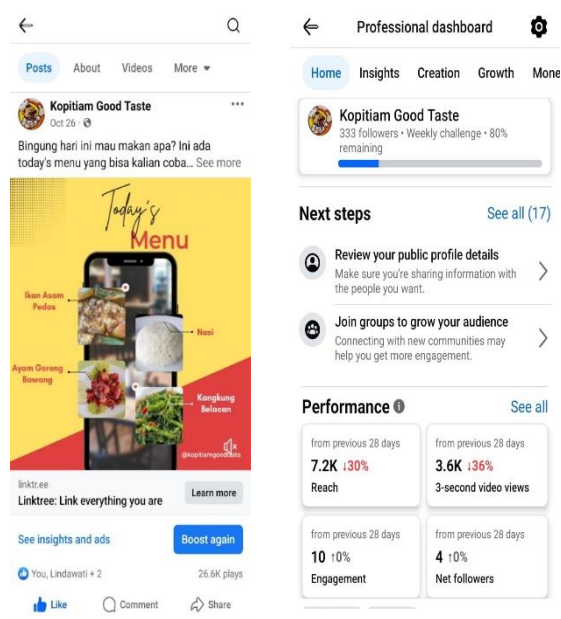 Posts About Videos More
Kopitiam Good Taste
Oct 26 ·
Bingung hari ini mau makan apa? Ini ada
today's menu yang bisa kalian coba... See more
Today's
Menu
Ikan Asam
Pedas
Nasi
Ayam Goreng
Bawang
Kangkung
Belacan
@kopitiamgoodtaste
linktr.ee
Linktree: Link everything you are
Learn more
See insights and ads
Boost again
You, Lindawati + 2
26.6K plays
Like Comment Share
Professional dashboard
Home Insights Creation Growth Mone
Kopitiam Good Taste
333 followers • Weekly challenge • 80%
remaining
Next steps
See all (17)
Review your public profile details
Make sure you're sharing information with
the people you want.
Join groups to grow your audience
Connecting with new communities may
help you get more engagement.
Performance
See all
from previous 28 days
7.2K ↓30%
Reach
from previous 28 days
3.6K ↓36%
3-second video views
from previous 28 days
10 ↑0%
Engagement
from previous 28 days
4 ↑0%
Net followers